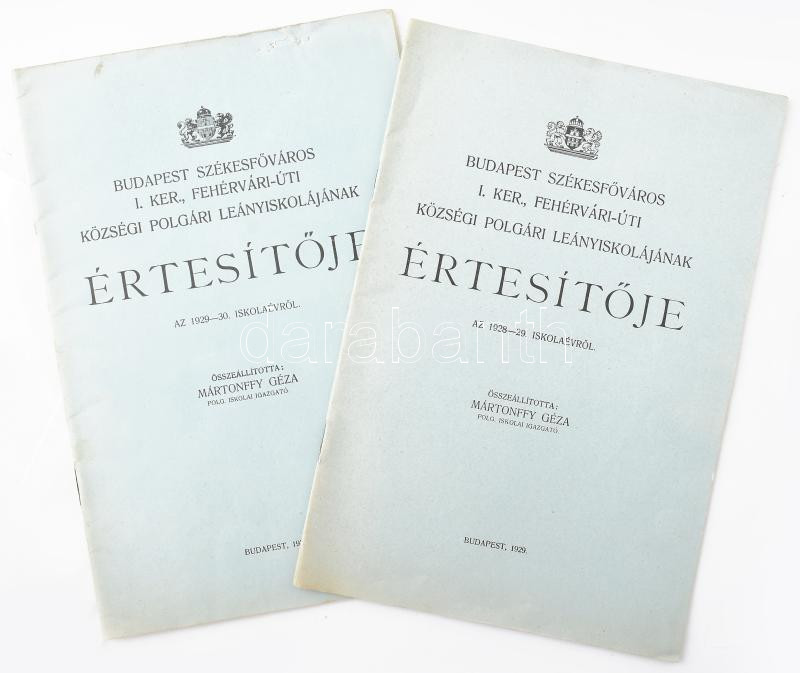 BUDAPEST SZÉKESFŐVÁROS
I. KER., FEHÉRVÁRI-ÚTI
KÖZSÉGI POLGÁRI LEÁNYISKOLÁJÁNAK
ÉRTESÍTŐJE
AZ 1929—30. ISKOLAÉVRŐL.
ÖSSZEÁLLÍTOTTA:
MÁRTONFFY GÉZA
POLG. ISKOLAI IGAZGATÓ
BUDAPEST,
BUDAPEST SZÉKESFŐVÁROS
I. KER., FEHÉRVÁRI-ÚTI
KÖZSÉGI POLGÁRI LEÁNYISKOLÁJÁNAK
ÉRTESÍTŐJE
AZ 1928—29. ISKOLAÉVRŐL.
ÖSSZEÁLLÍTOTTA:
MÁRTONFFY GÉZA
POLG. ISKOLAI IGAZGATÓ
BUDAPEST, 1929.
darabanth